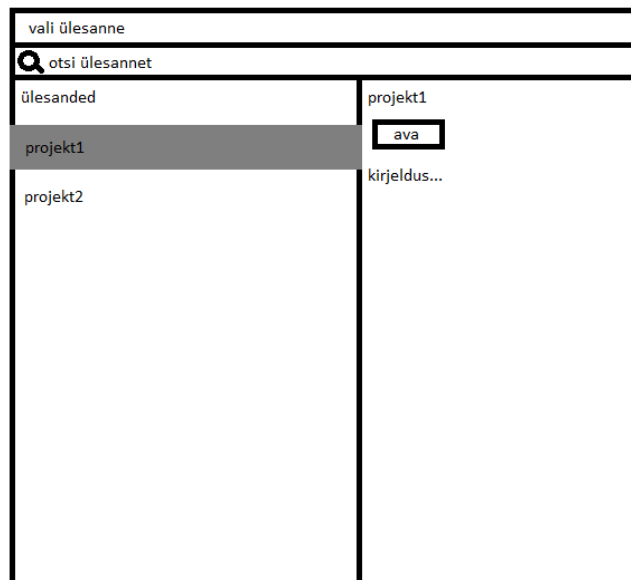 vali ülesanne
otsi ülesannet
ülesanded
projekt1
projekt2
projekt1
ava
kirjeldus...